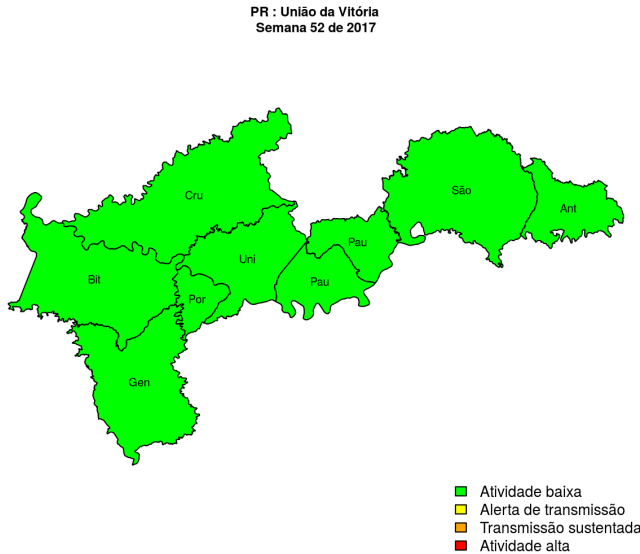 PR : União da Vitória
Semana 52 de 2017
Cru
São
Ant
Pau
Uni
Bit
Pau
Por
Gen
Atividade baixa
Alerta de transmissão
Transmissão sustentada
Atividade alta